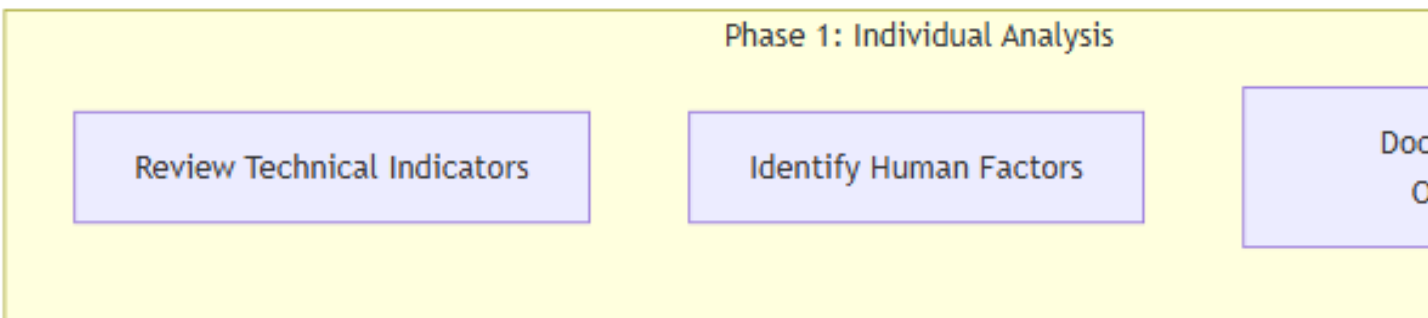 Phase 1: Individual Analysis
Review Technical Indicators
Identify Human Factors